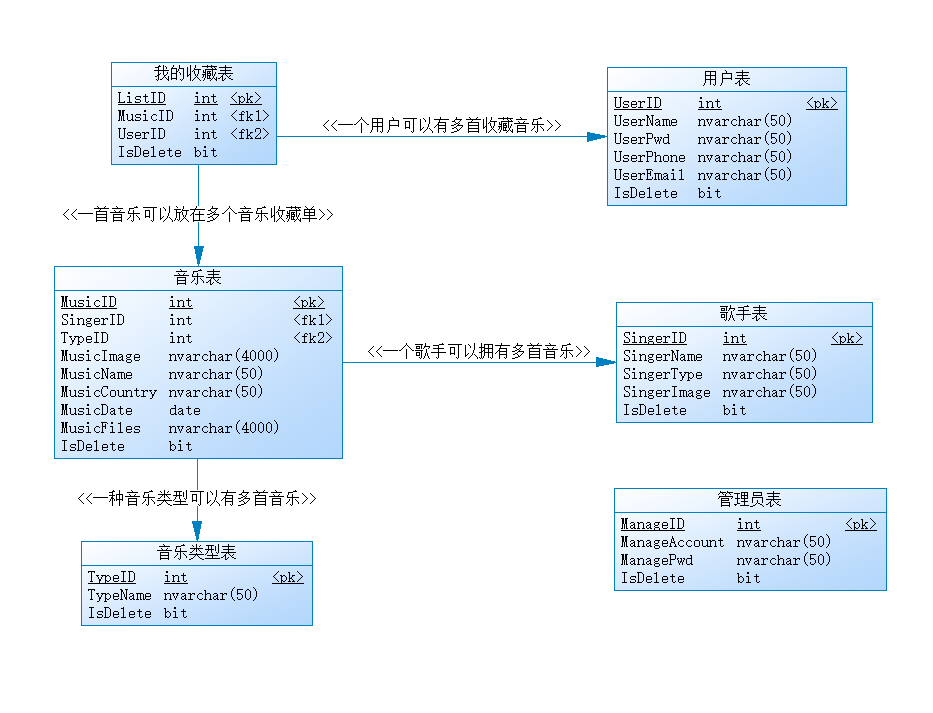 我的收藏表
ListID int <pk>
MusicID int <fk1>
UserID int <fk2>
IsDelete bit
<<一个用户可以有多首收藏音乐>>
用户表
UserID int <pk>
UserName nvarchar(50)
UserPwd nvarchar(50)
UserPhone nvarchar(50)
UserEmail nvarchar(50)
IsDelete bit
<<一首音乐可以放在多个音乐收藏单>>
音乐表
MusicID int <pk>
SingerID int <fk1>
TypeID int <fk2>
MusicImage nvarchar(4000)
MusicName nvarchar(50)
MusicCountry nvarchar(50)
MusicDate date
MusicFiles nvarchar(4000)
IsDelete bit
<<一个歌手可以拥有多首音乐>>
歌手表
SingerID int <pk>
SingerName nvarchar(50)
SingerType nvarchar(50)
SingerImage nvarchar(50)
IsDelete bit
<<一种音乐类型可以有多首音乐>>
音乐类型表
TypeID int <pk>
TypeName nvarchar(50)
IsDelete bit
管理员表
ManageID int <pk>
ManageAccount nvarchar(50)
ManagePwd nvarchar(50)
IsDelete bit